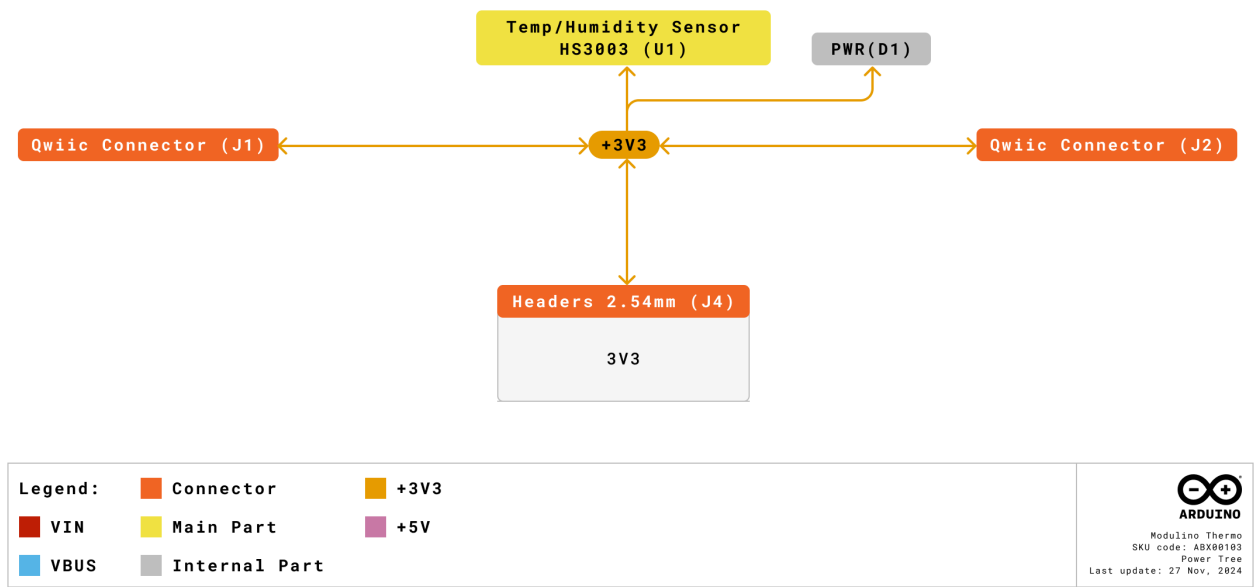 Temp/Humidity Sensor
HS3003 (U1)
PWR(D1)
Qwiic Connector (J1)
+3V3
Qwiic Connector (J2)
Headers 2.54mm (J4)
3V3
Legend:
Connector
+3V3
VIN
Main Part
+5V
VBUS
Internal Part
ARDUINO
Modulino Thermo
SKU code: ABX00103
Power Tree
Last update: 27 Nov, 2024